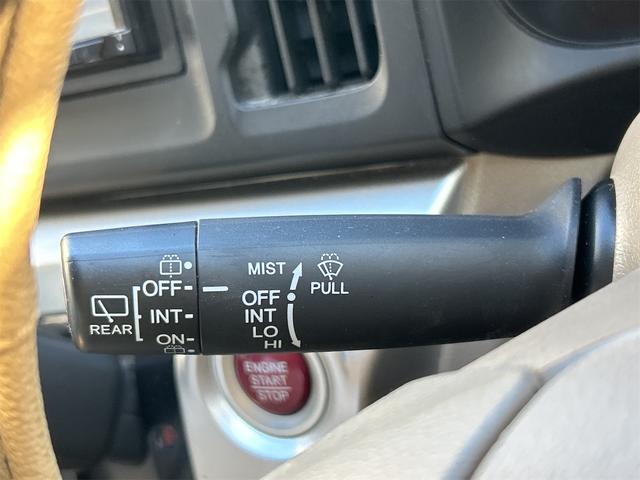 MIST
PULL
OFF
INT
LO
HI
OFF
INT
ON
REAR
ENGINE
START
STOP